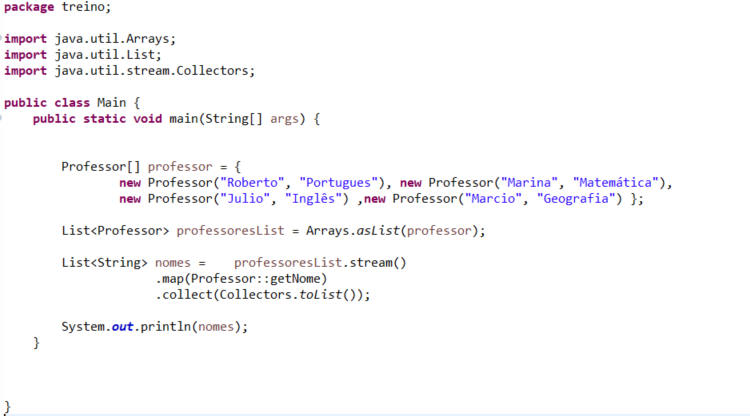 package treino;
import java.util.Arrays;
import java.util.List;
import java.util.stream.Collectors;
public class Main {
public static void main(String[] args) {
Professor[] professor = {
new Professor("Roberto", "Portugues"), new Professor("Marina", "Matemática"),
new Professor("Julio", "Inglês") ,new Professor("Marcio", "Geografia") };
List<Professor> professoresList = Arrays.asList(professor);
List<String> nomes =    professoresList.stream()
.map(Professor::getNome)
.collect(Collectors.toList());
System.out.println(nomes);
}
}